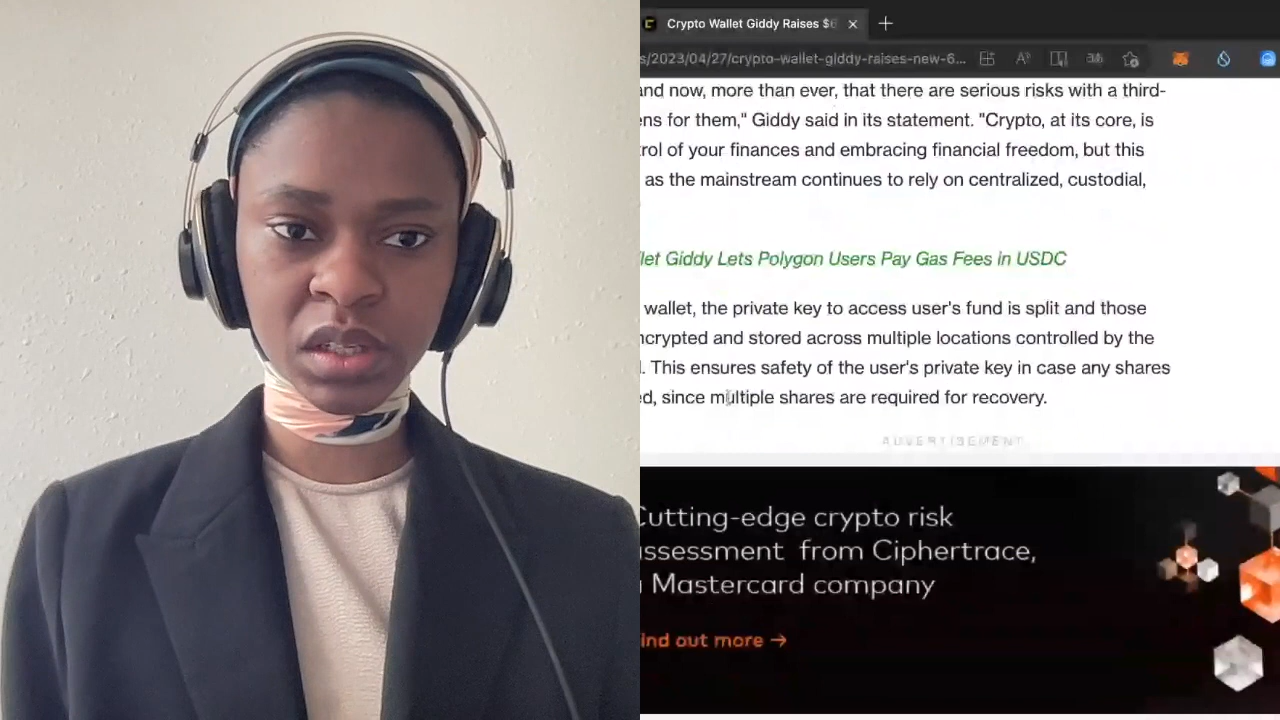 Crypto Wallet Giddy Raises $6
s/2023/04/27/crypto-wallet-giddy-raises-new-6...
and now, more than ever, that there are serious risks with a third-
ens for them," Giddy said in its statement. "Crypto, at its core, is
trol of your finances and embracing financial freedom, but this
as the mainstream continues to rely on centralized, custodial,
llet Giddy Lets Polygon Users Pay Gas Fees in USDC
wallet, the private key to access user's fund is split and those
ncrypted and stored across multiple locations controlled by the
. This ensures safety of the user's private key in case any shares
ed, since multiple shares are required for recovery.
ADVERTISEMENT
Cutting-edge crypto risk
assessment from Ciphertrace,
a Mastercard company
ind out more →